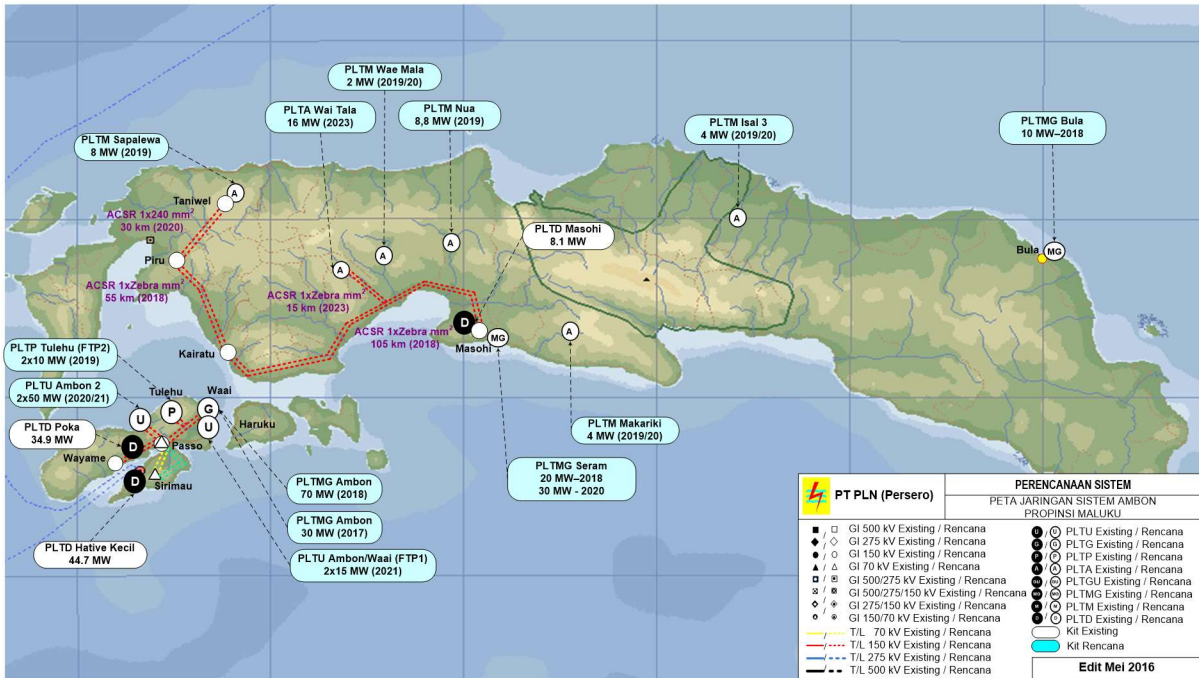 PLTM Wae Mala
2 MW (2019/20)
PLTA Wai Tala
16 MW (2023)
PLTM Nua
8,8 MW (2019)
PLTM Isal 3
4 MW (2019/20)
PLTMG Bula
10 MW–2018
PLTM Sapalewa
8 MW (2019)
A
Taniwel
ACSR 1x240 mm²
30 km (2020)
A
PLTD Masohi
8.1 MW
A
A
A
Bula
MG
Piru
ACSR 1xZebra mm²
55 km (2018)
ACSR 1xZebra mm²
15 km (2023)
D
ACSR 1xZebra mm²
105 km (2018)
Masohi
MG
A
Kairatu
PLTP Tulehu (FTP2)
2x10 MW (2019)
PLTU Ambon 2
2x50 MW (2020/21)
PLTD Poka
34.9 MW
Tulehu
Waai
U
P
G
U
Haruku
D
Passo
Wayame
D
Sirimau
PLTD Hative Kecil
44.7 MW
PLTMG Ambon
70 MW (2018)
PLTMG Ambon
30 MW (2017)
PLTU Ambon/Waai (FTP1)
2x15 MW (2021)
PLTM Makariki
4 MW (2019/20)
PLTMG Seram
20 MW–2018
30 MW - 2020
PT PLN (Persero)
PERENCANAAN SISTEM
PETA JARINGAN SISTEM AMBON
PROPINSI MALUKU
GI 500 kV Existing / Rencana
GI 275 kV Existing / Rencana
GI 150 kV Existing / Rencana
GI 70 kV Existing / Rencana
GI 500/275 kV Existing / Rencana
GI 500/275/150 kV Existing / Rencana
GI 275/150 kV Existing / Rencana
GI 150/70 kV Existing / Rencana
T/L 70 kV Existing / Rencana
T/L 150 kV Existing / Rencana
T/L 275 kV Existing / Rencana
T/L 500 kV Existing / Rencana
U / U PLTU Existing / Rencana
G / G PLTG Existing / Rencana
P / P PLTP Existing / Rencana
A / A PLTA Existing / Rencana
GU / GU PLTGU Existing / Rencana
MG / MG PLTMG Existing / Rencana
M / M PLTM Existing / Rencana
D / D PLTD Existing / Rencana
Kit Existing
Kit Rencana
Edit Mei 2016